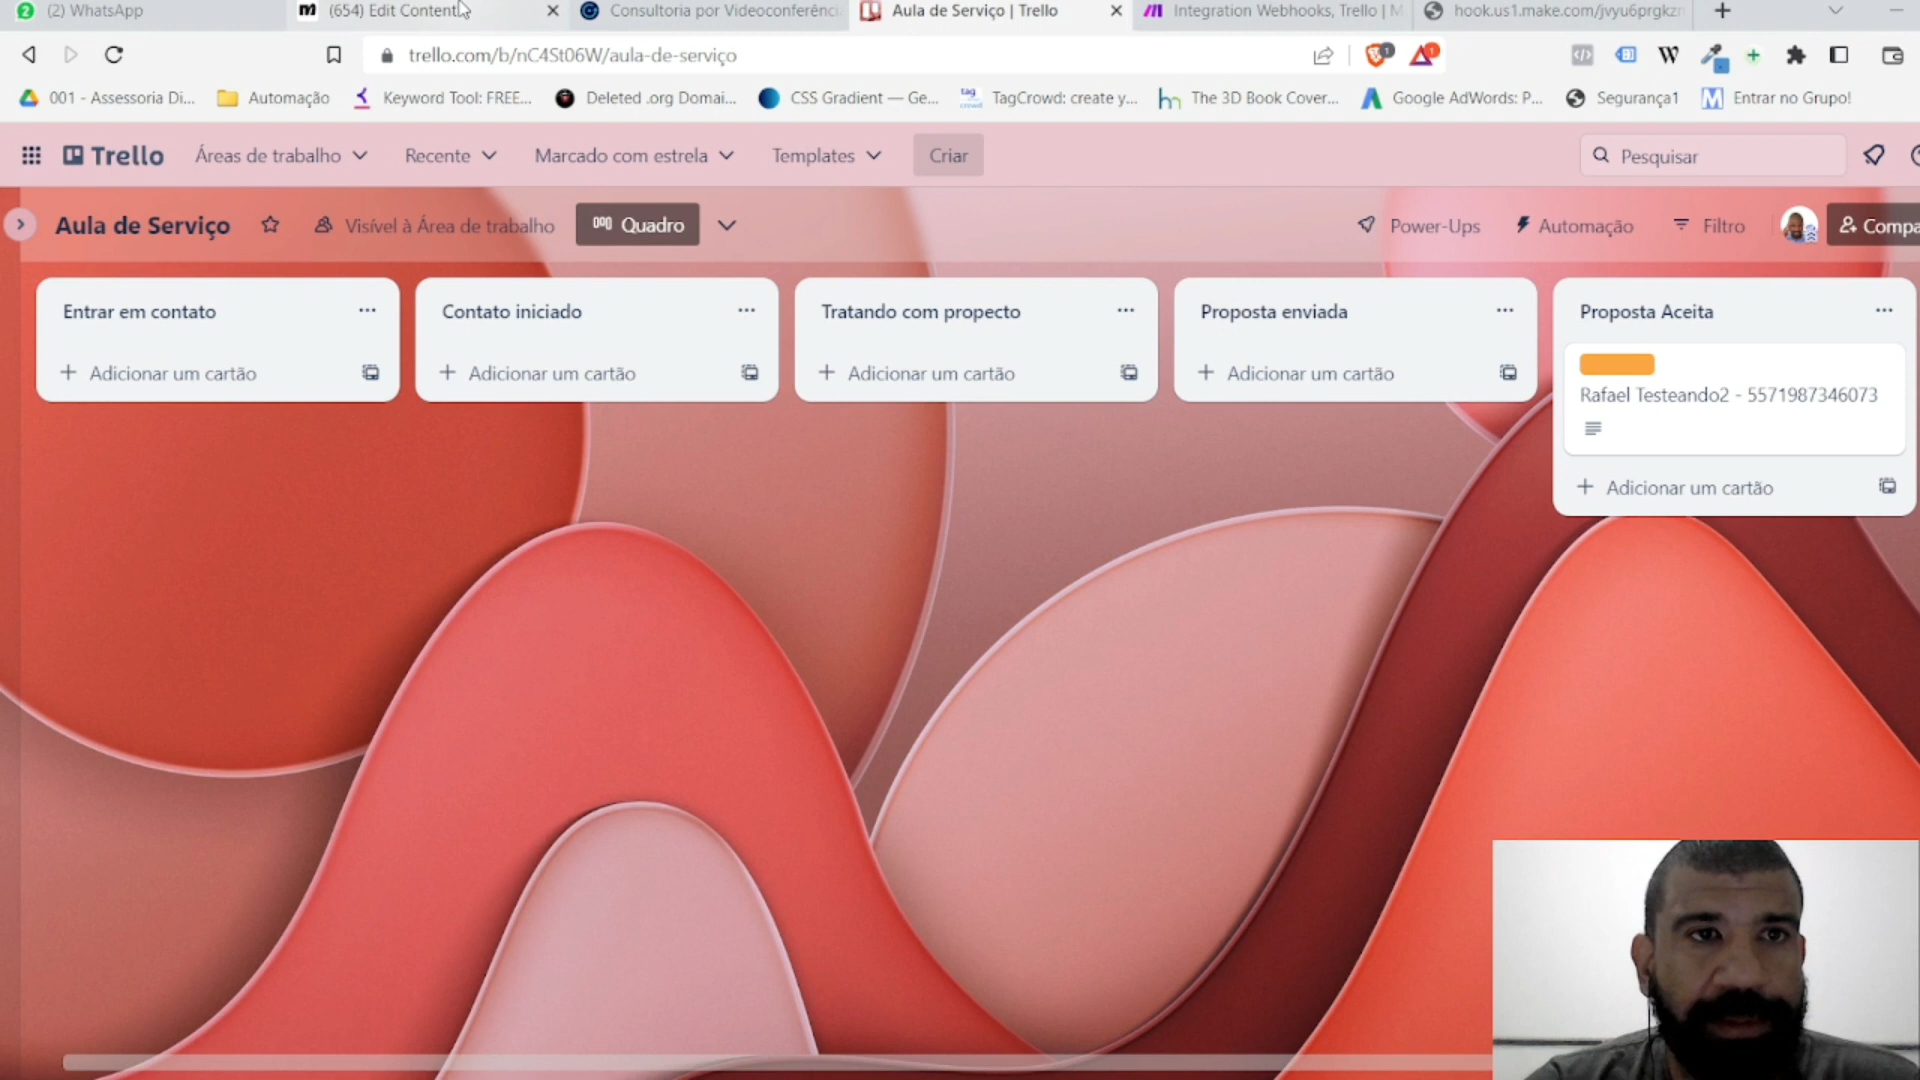 (2) WhatsApp
(654) Edit Content
Consultoria por Videoconferênci
Aula de Serviço | Trello
Integration Webhooks, Trello | M
hook.us1.make.com/jvyu6prgkzn
trello.com/b/nC4St06W/aula-de-serviço
001 - Assessoria Di...
Automação
Keyword Tool: FREE...
Deleted .org Domai...
CSS Gradient — Ge...
TagCrowd: create y...
The 3D Book Cover...
Google AdWords: P...
Segurança1
Entrar no Grupo!
Trello
Áreas de trabalho
Recente
Marcado com estrela
Templates
Criar
Pesquisar
Aula de Serviço
Visível à Área de trabalho
Quadro
Power-Ups
Automação
Filtro
Compa
Entrar em contato
Adicionar um cartão
Contato iniciado
Adicionar um cartão
Tratando com propecto
Adicionar um cartão
Proposta enviada
Adicionar um cartão
Proposta Aceita
Rafael Testeando2 - 5571987346073
Adicionar um cartão